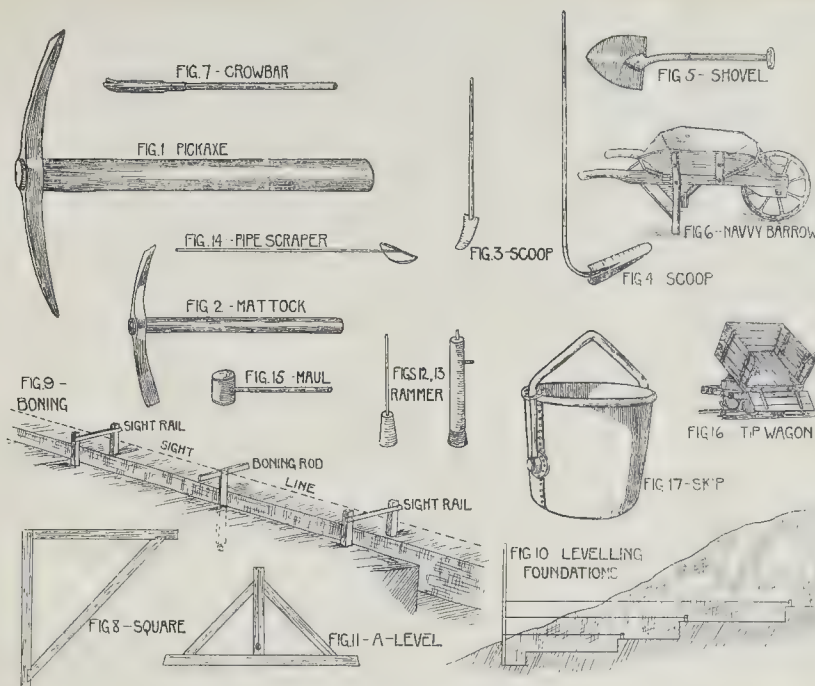 FIG. 7 - CROWBAR
FIG. 5 - SHOVEL
FIG. 1 PICKAXE
FIG. 14 - PIPE SCRAPER
FIG. 3 - SCOOP
FIG 6 - NAVVY BARROW
FIG 4 SCOOP
FIG 2 - MATTOCK
FIG. 15 - MAUL
FIGS 12, 13
RAMMER
FIG. 9 -
BONING
SIGHT RAIL
SIGHT
BONING ROD
LINE
SIGHT RAIL
FIG 16 TIP WAGON
FIG. 17 - SKIP
FIG 10 LEVELLING
FOUNDATIONS
FIG 8 - SQUARE
FIG. 11 - A - LEVEL